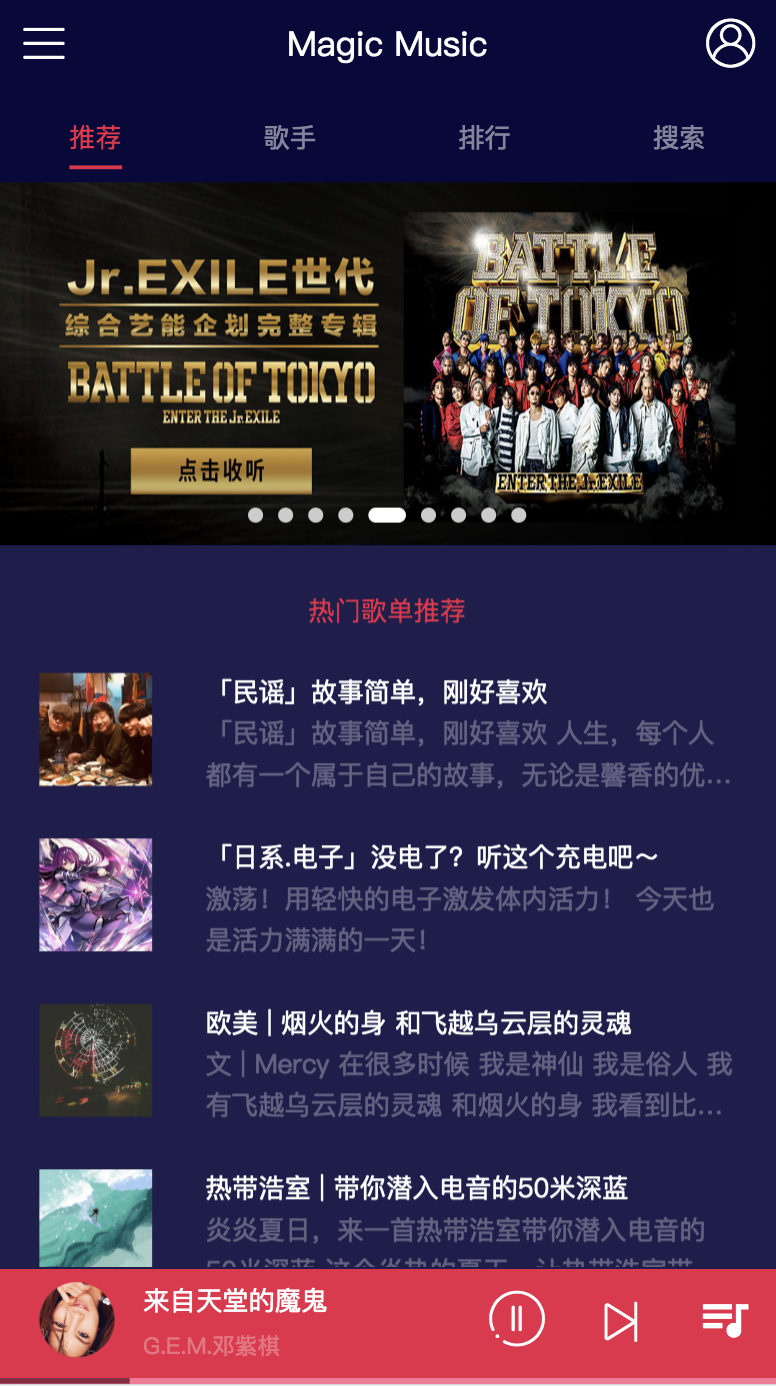 Magic Music
推荐 歌手 排行 搜索
Jr.EXILE世代
综合艺能企划完整专辑
BATTLE OF TOKYO
ENTER THE Jr.EXILE
点击收听
BATTLE
OF TOKYO
ENTER THE Jr.EXILE
热门歌单推荐
「民谣」故事简单，刚好喜欢
「民谣」故事简单，刚好喜欢 人生，每个人
都有一个属于自己的故事，无论是馨香的优...
「日系.电子」没电了？听这个充电吧～
激荡！用轻快的电子激发体内活力！ 今天也
是活力满满的一天！
欧美 | 烟火的身 和飞越乌云层的灵魂
文 | Mercy 在很多时候 我是神仙 我是俗人 我
有飞越乌云层的灵魂 和烟火的身 我看到比...
热带浩室 | 带你潜入电音的50米深蓝
炎炎夏日，来一首热带浩室带你潜入电音的
来自天堂的魔鬼
G.E.M.邓紫棋